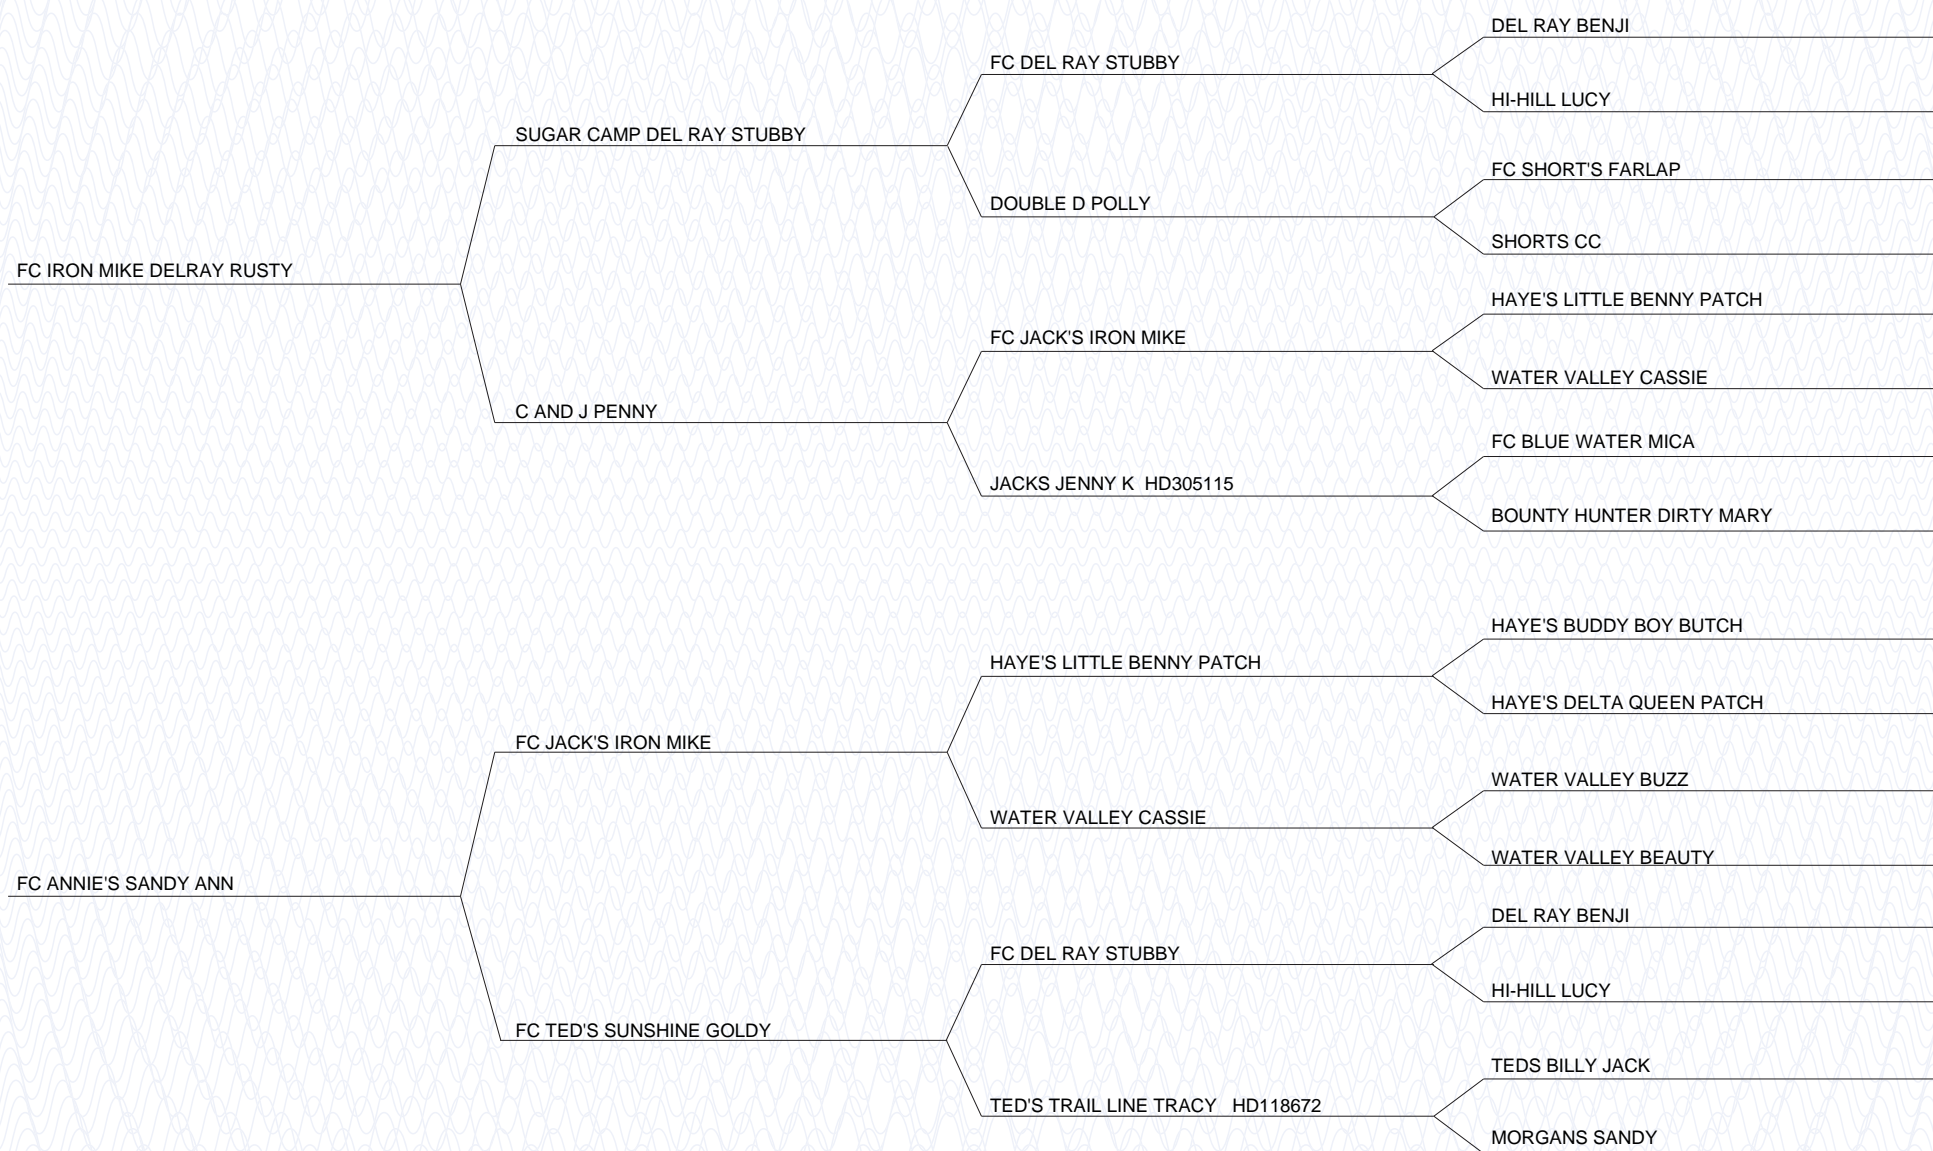 DEL RAY BENJI
FC DEL RAY STUBBY
HI-HILL LUCY
SUGAR CAMP DEL RAY STUBBY
FC SHORT'S FARLAP
DOUBLE D POLLY
SHORTS CC
FC IRON MIKE DELRAY RUSTY
HAYE'S LITTLE BENNY PATCH
FC JACK'S IRON MIKE
WATER VALLEY CASSIE
C AND J PENNY
FC BLUE WATER MICA
JACKS JENNY K HD305115
BOUNTY HUNTER DIRTY MARY
HAYE'S BUDDY BOY BUTCH
HAYE'S LITTLE BENNY PATCH
HAYE'S DELTA QUEEN PATCH
FC JACK'S IRON MIKE
WATER VALLEY BUZZ
WATER VALLEY CASSIE
WATER VALLEY BEAUTY
FC ANNIE'S SANDY ANN
DEL RAY BENJI
FC DEL RAY STUBBY
HI-HILL LUCY
FC TED'S SUNSHINE GOLDY
TEDS BILLY JACK
TED'S TRAIL LINE TRACY HD118672
MORGANS SANDY